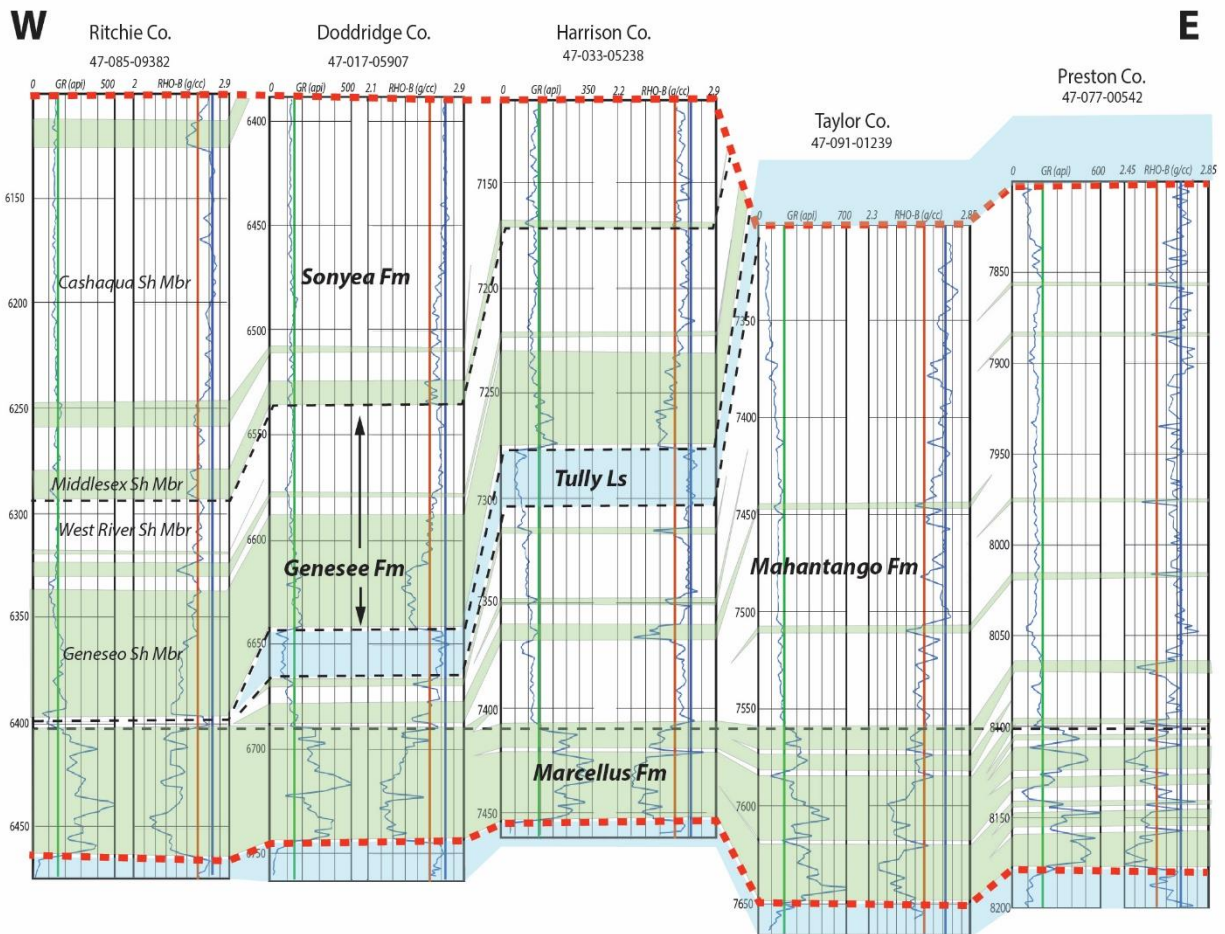 W
E
Ritchie Co.
47-085-09382
Doddridge Co.
47-017-05907
Harrison Co.
47-033-05238
Taylor Co.
47-091-01239
Preston Co.
47-077-00542
0 GR (api) 500 2 RHO-B (g/cc) 2.9
0 GR (api) 500 2.1 RHO-B (g/cc) 2.9
0 GR (api) 350 2.2 RHO-B (g/cc) 2.9
0 GR (api) 700 2.3 RHO-B (g/cc) 2.85
0 GR (api) 600 2.45 RHO-B (g/cc) 2.85
6150
Cashaqua Sh Mbr
6200
6250
Middlesex Sh Mbr
6300
West River Sh Mbr
6350
Geneseo Sh Mbr
6400
6450
6400
6450
Sonyea Fm
6500
6550
Genesee Fm
6600
6650
6700
6750
7150
7200
7250
Tully Ls
7300
7350
7400
Marcellus Fm
7450
7350
7400
7450
Mahantango Fm
7500
7550
7600
7650
7850
7900
7950
8000
8050
8100
8150
8200